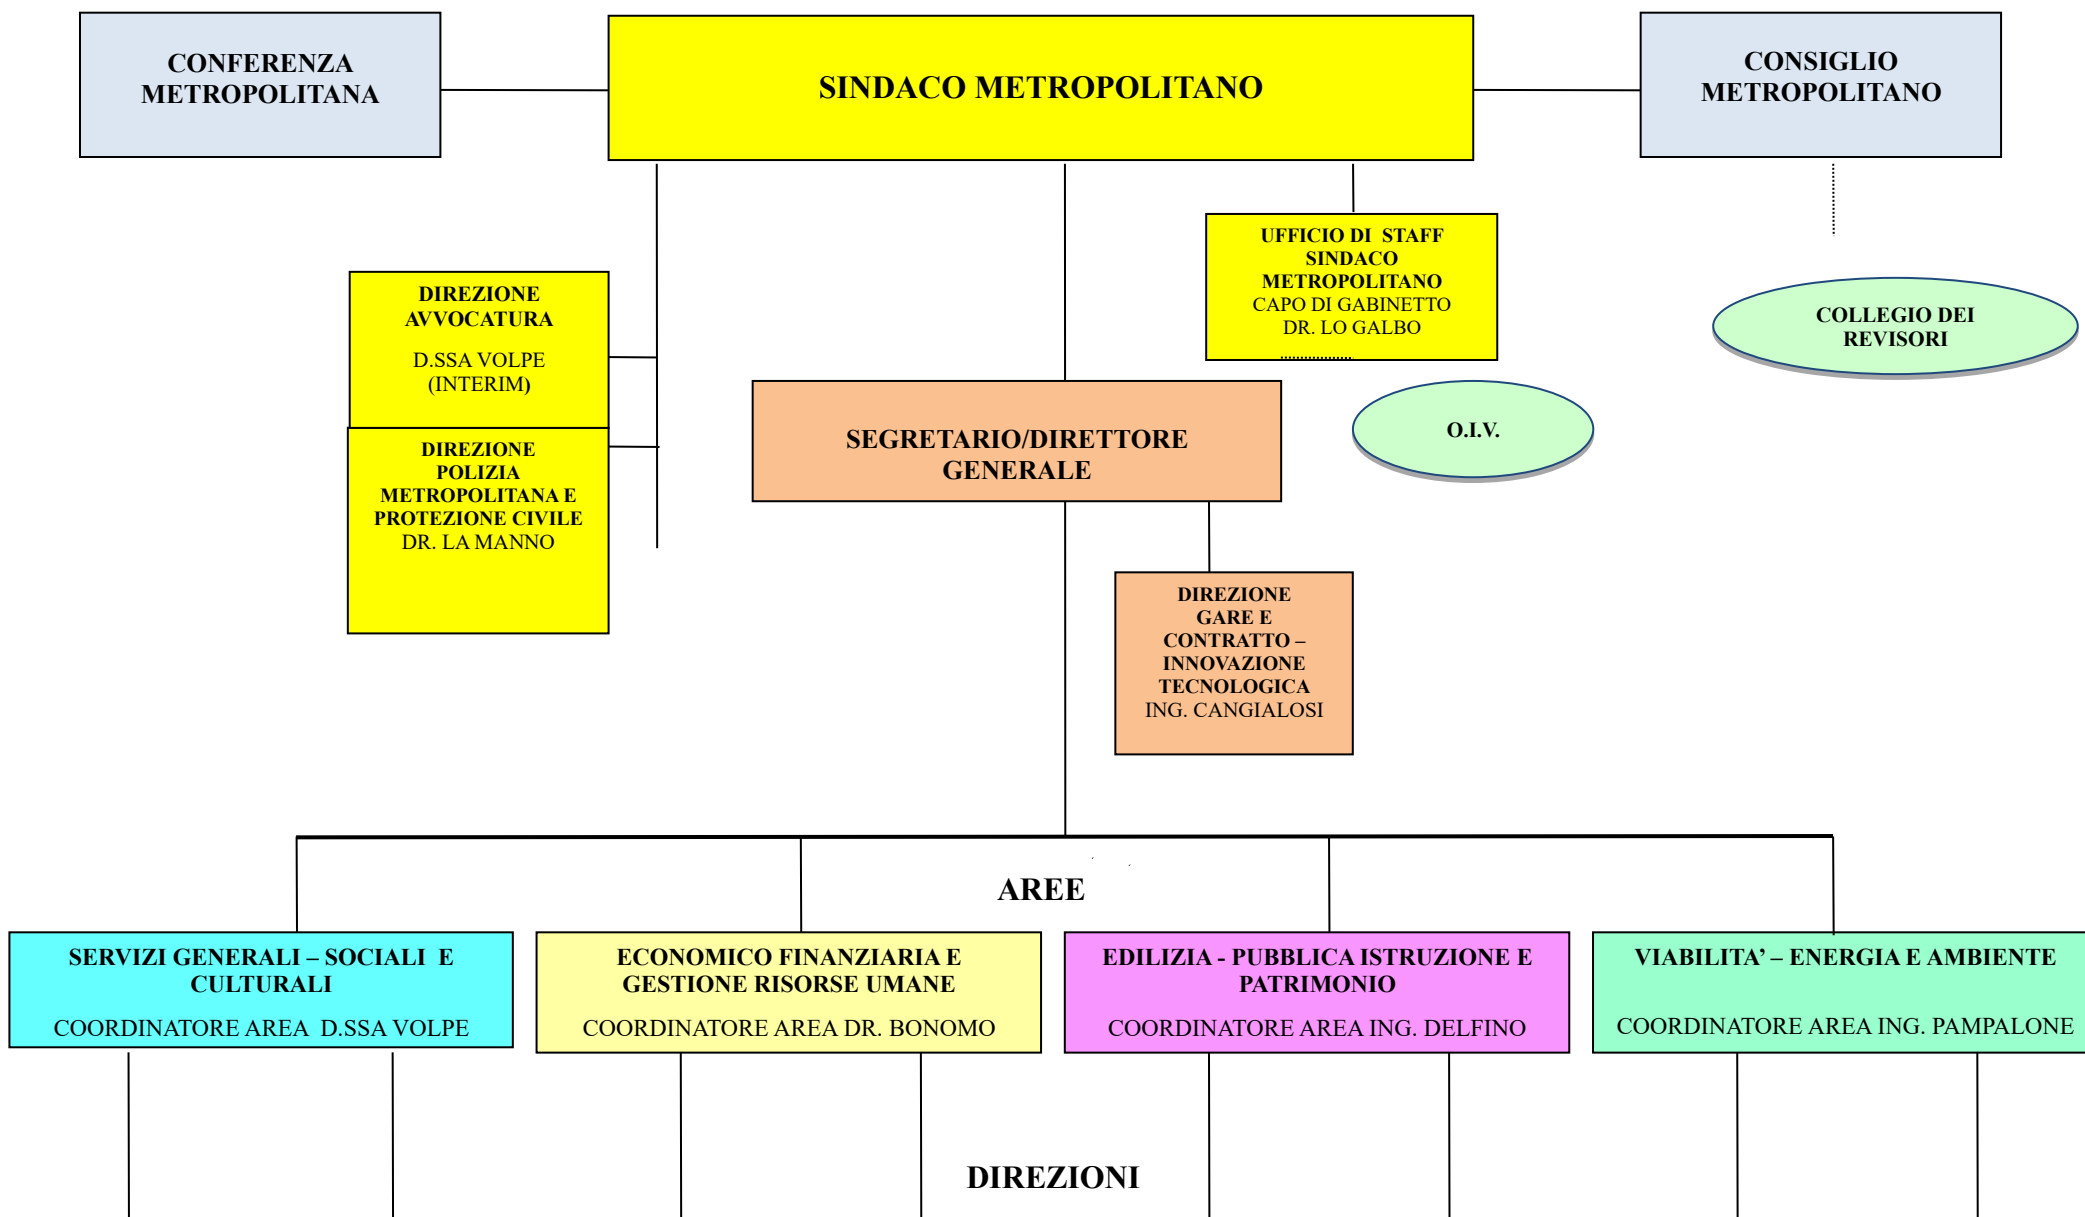 CONFERENZA
METROPOLITANA
SINDACO METROPOLITANO
CONSIGLIO
METROPOLITANO
UFFICIO DI STAFF
SINDACO
METROPOLITANO
CAPO DI GABINETTO
DR. LO GALBO
DIREZIONE
AVVOCATURA
D.SSA VOLPE
(INTERIM)
COLLEGIO DEI
REVISORI
SEGRETARIO/DIRETTORE
GENERALE
O.I.V.
DIREZIONE
POLIZIA
METROPOLITANA E
PROTEZIONE CIVILE
DR. LA MANNO
DIREZIONE
GARE E
CONTRATTO –
INNOVAZIONE
TECNOLOGICA
ING. CANGIALOSI
AREE
SERVIZI GENERALI – SOCIALI E
CULTURALI
COORDINATORE AREA D.SSA VOLPE
ECONOMICO FINANZIARIA E
GESTIONE RISORSE UMANE
COORDINATORE AREA DR. BONOMO
EDILIZIA - PUBBLICA ISTRUZIONE E
PATRIMONIO
COORDINATORE AREA ING. DELFINO
VIABILITA’ – ENERGIA E AMBIENTE
COORDINATORE AREA ING. PAMPALONE
DIREZIONI